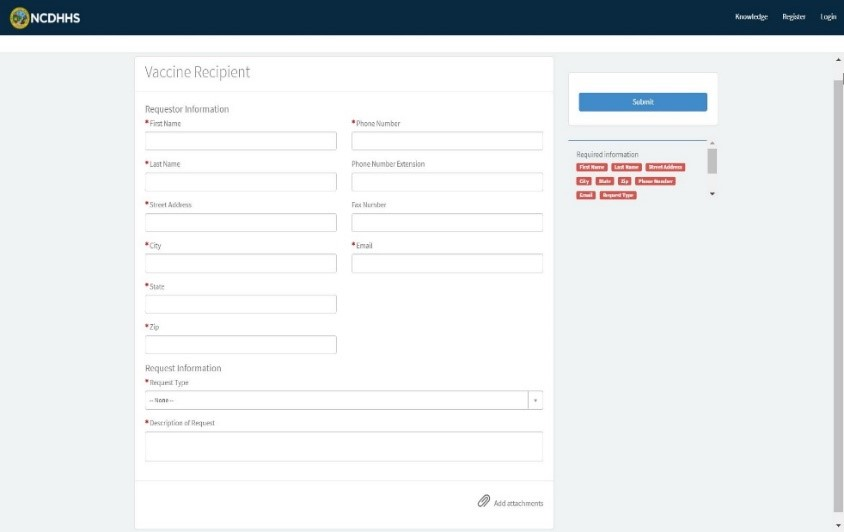 NCDHHS
Knowledge Register Login
Vaccine Recipient
Requestor Information
*First Name
*Phone Number
*Last Name
Phone Number Extension
*Street Address
Fax Number
*City
*Email
*State
*Zip
Request Information
*Request Type
-- None --
*Description of Request
Add attachments
Submit
Required information
First Name Last Name Street Address
City State Zip Phone Number
Email Request Type